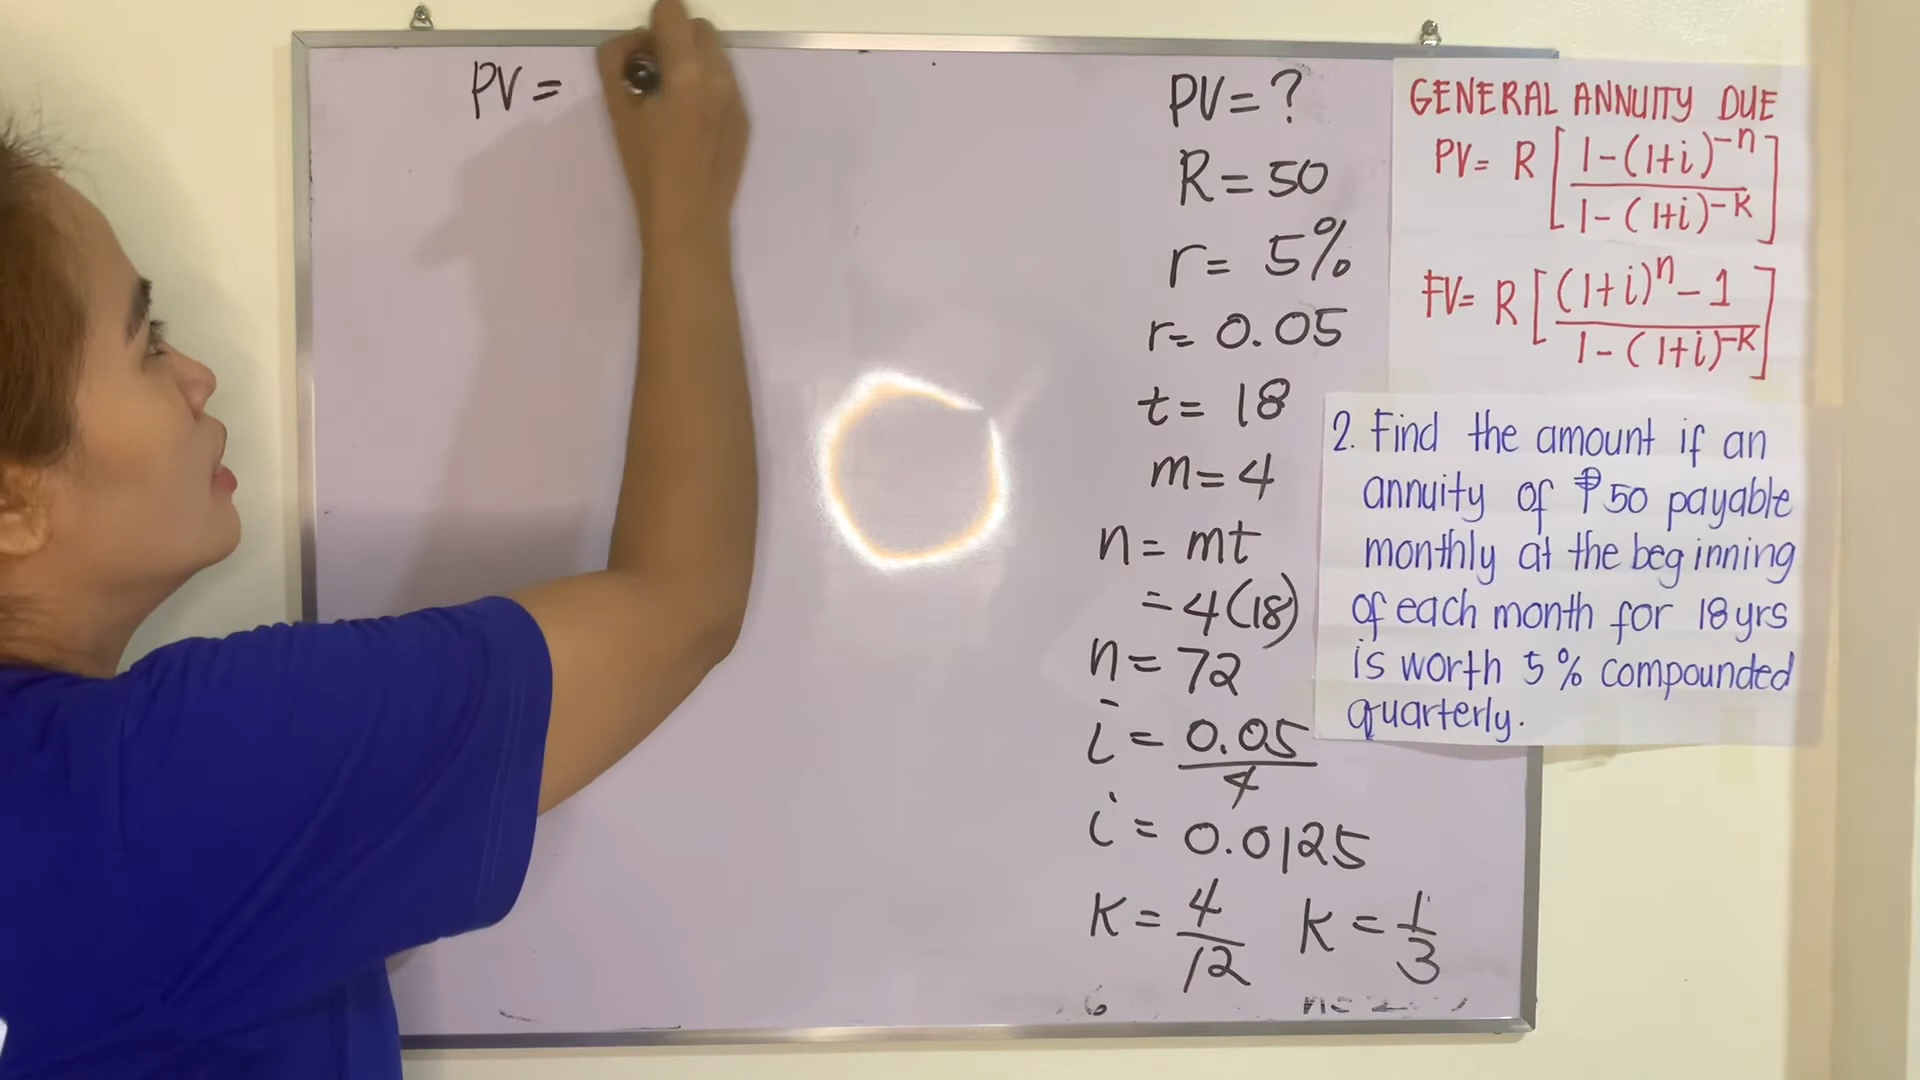 PV =
PV = ?
R = 50
r = 5%
r = 0.05
t = 18
m = 4
n = mt
= 4(18)
n = 72
i = 0.05/4
i = 0.0125
K = 4/12 K = 1/3
6
GENERAL ANNUITY DUE
PV = R [1-(1+i)^-n / 1-(1+i)^-k]
FV = R [(1+i)^n - 1 / 1-(1+i)^-k]
2. Find the amount if an
annuity of ₱50 payable
monthly at the beginning
of each month for 18 yrs
is worth 5% compounded
quarterly.